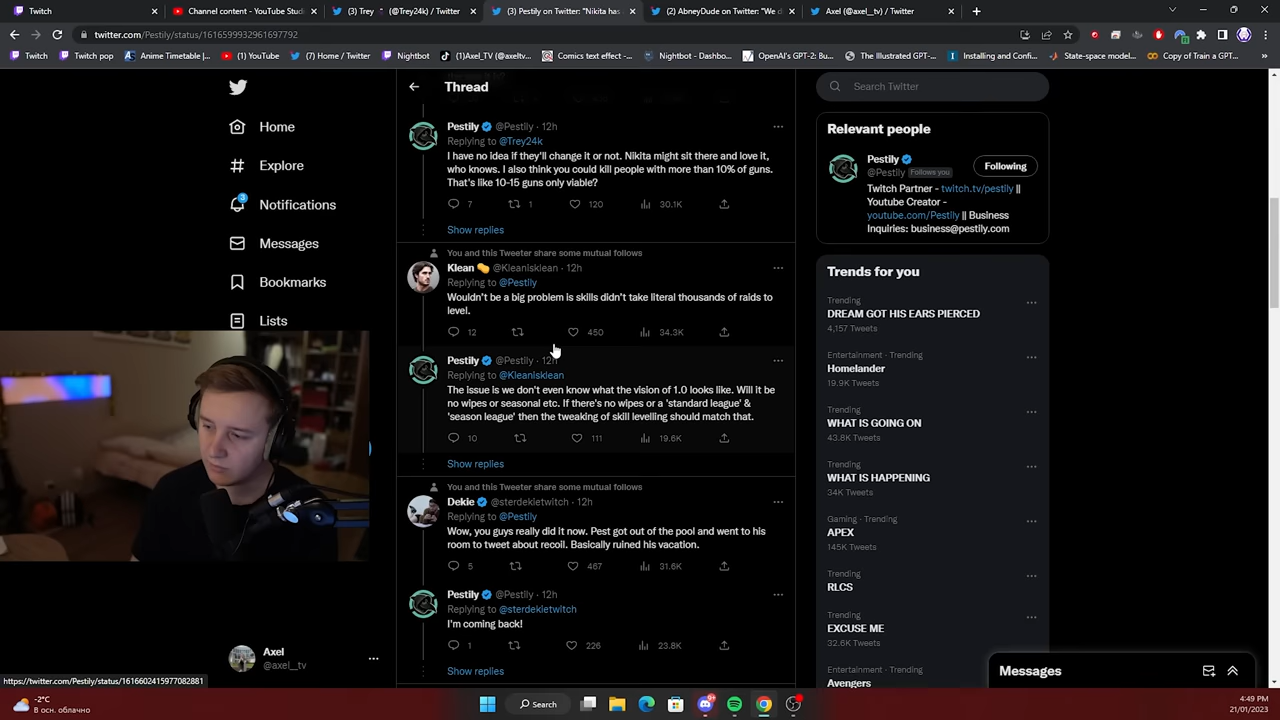 Twitch
Channel content - YouTube Stud
(3) Trey
(@Trey24k) / Twitter
(3) Pestily on Twitter: "Nikita has
(2) AbneyDude on Twitter: "We d
Axel (@axel_tv) / Twitter
twitter.com/Pestily/status/1616599932961697792
Twitch
Twitch pop
Anime Timetable |...
(1) YouTube
(7) Home / Twitter
Nightbot
Axel_TV (@axeltv...
Comics text effect -...
Nightbot - Dashbo...
OpenAI's GPT-2: Bu...
The Illustrated GPT-...
Installing and Confi...
State-space model...
Copy of Train a GPT...
Home
Explore
3
Notifications
Messages
Bookmarks
Lists
Axel
@axel__tv
Thread
Pestily @Pestily · 12h
Replying to @Trey24k
I have no idea if they'll change it or not. Nikita might sit there and love it,
who knows. I also think you could kill people with more than 10% of guns.
That's like 10-15 guns only viable?
7 1 120 30.1K
Show replies
You and this Tweeter share some mutual follows
Klean @Kleanisklean · 12h
Replying to @Pestily
Wouldn't be a big problem is skills didn't take literal thousands of raids to
level.
12 450 34.3K
Pestily @Pestily · 12h
Replying to @Kleanisklean
The issue is we don't even know what the vision of 1.0 looks like. Will it be
no wipes or seasonal etc. If there's no wipes or a 'standard league' &
'season league' then the tweaking of skill levelling should match that.
10 111 19.6K
Show replies
You and this Tweeter share some mutual follows
Dekie @sterdekietwitch · 12h
Replying to @Pestily
Wow, you guys really did it now. Pest got out of the pool and went to his
room to tweet about recoil. Basically ruined his vacation.
5 467 31.6K
Pestily @Pestily · 12h
Replying to @sterdekietwitch
I'm coming back!
1 226 23.8K
Show replies
Search Twitter
Relevant people
Pestily
@Pestily Follows you
Following
Twitch Partner - twitch.tv/pestily ||
Youtube Creator -
youtube.com/Pestily || Business
Inquiries: business@pestily.com
Trends for you
Trending
DREAM GOT HIS EARS PIERCED
4,157 Tweets
Entertainment · Trending
Homelander
19.9K Tweets
Trending
WHAT IS GOING ON
43.8K Tweets
Trending
WHAT IS HAPPENING
34K Tweets
Gaming · Trending
APEX
145K Tweets
Trending
RLCS
Trending
EXCUSE ME
32.6K Tweets
Entertainment · Trending
Avengers
Messages
https://twitter.com/Pestily/status/1616602415977082881
-2°C
В осн. облачно
Search
4:49 PM
21/01/2023